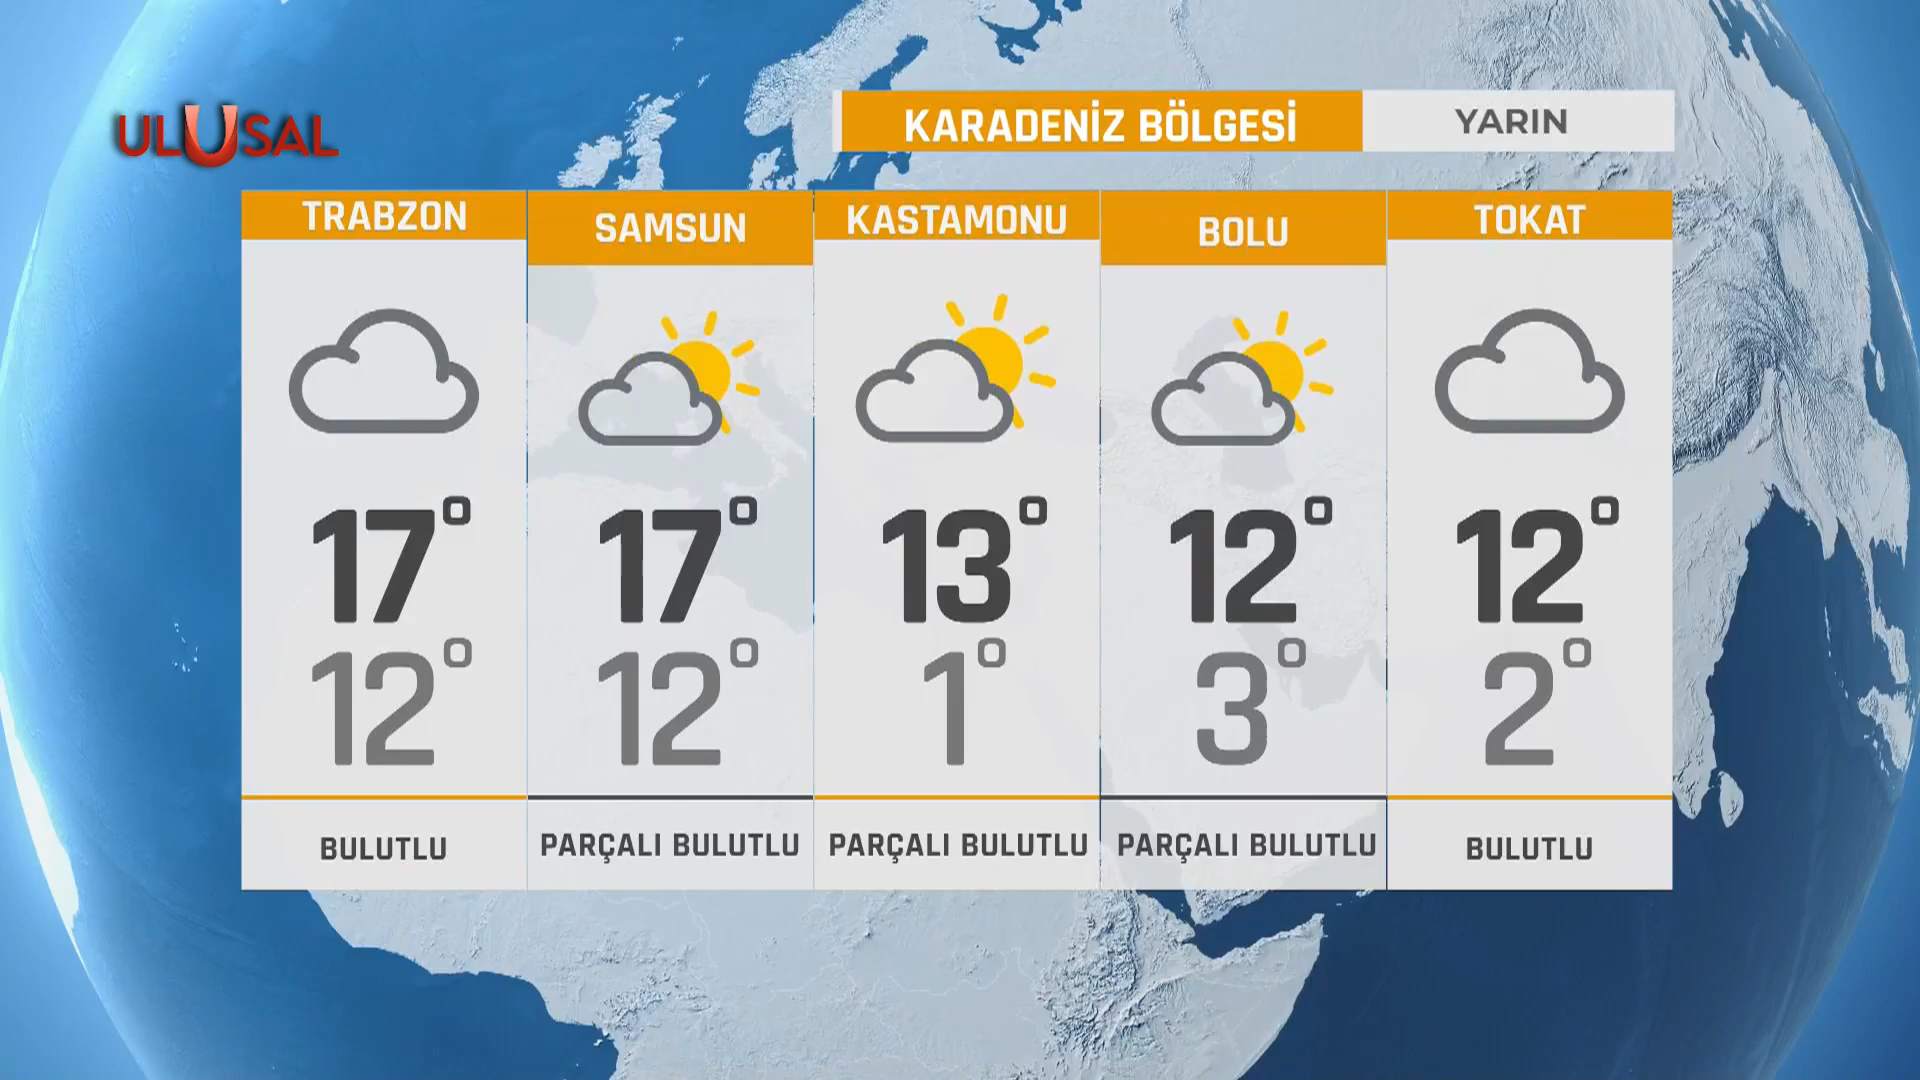 ULUSAL
KARADENİZ BÖLGESİ
YARIN
TRABZON
SAMSUN
KASTAMONU
BOLU
TOKAT
17°
17°
13°
12°
12°
12°
12°
1°
3°
2°
BULUTLU
PARÇALI BULUTLU
PARÇALI BULUTLU
PARÇALI BULUTLU
BULUTLU